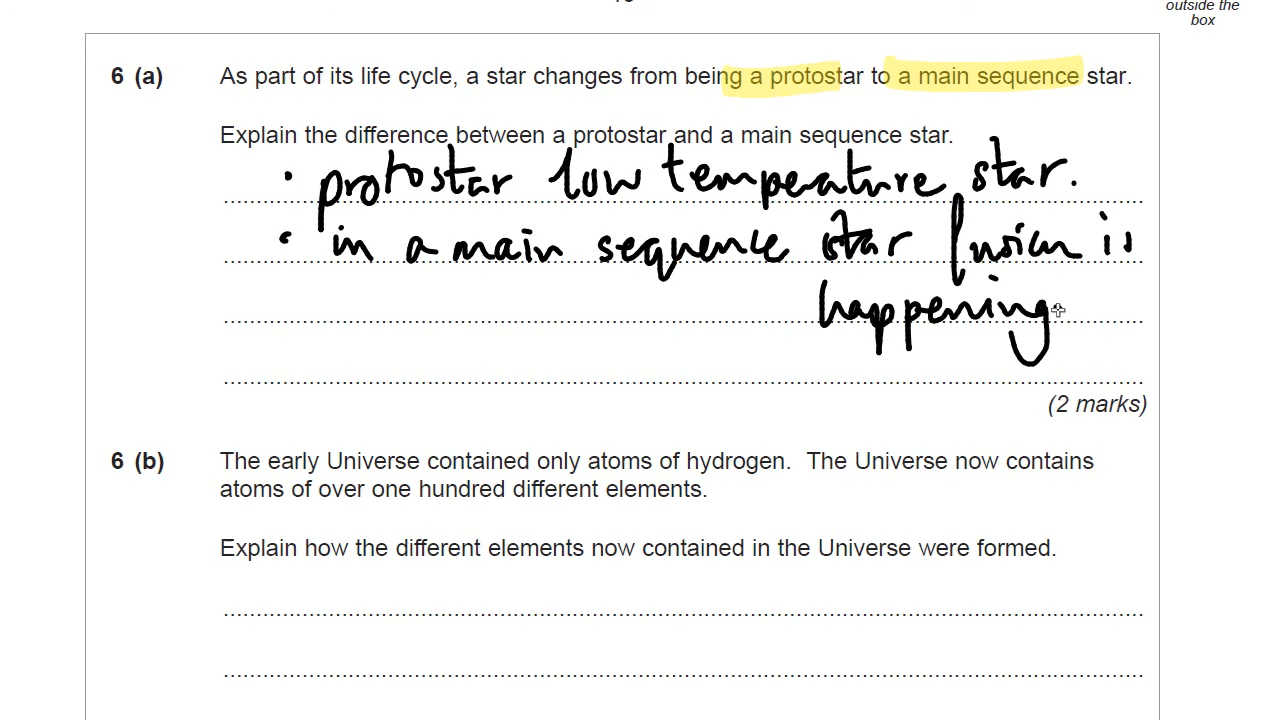 outside the
box
6 (a) As part of its life cycle, a star changes from being a protostar to a main sequence star.
Explain the difference between a protostar and a main sequence star.
• protostar low temperature star.
• in a main sequence star fusion is
happening
(2 marks)
6 (b) The early Universe contained only atoms of hydrogen. The Universe now contains
atoms of over one hundred different elements.
Explain how the different elements now contained in the Universe were formed.